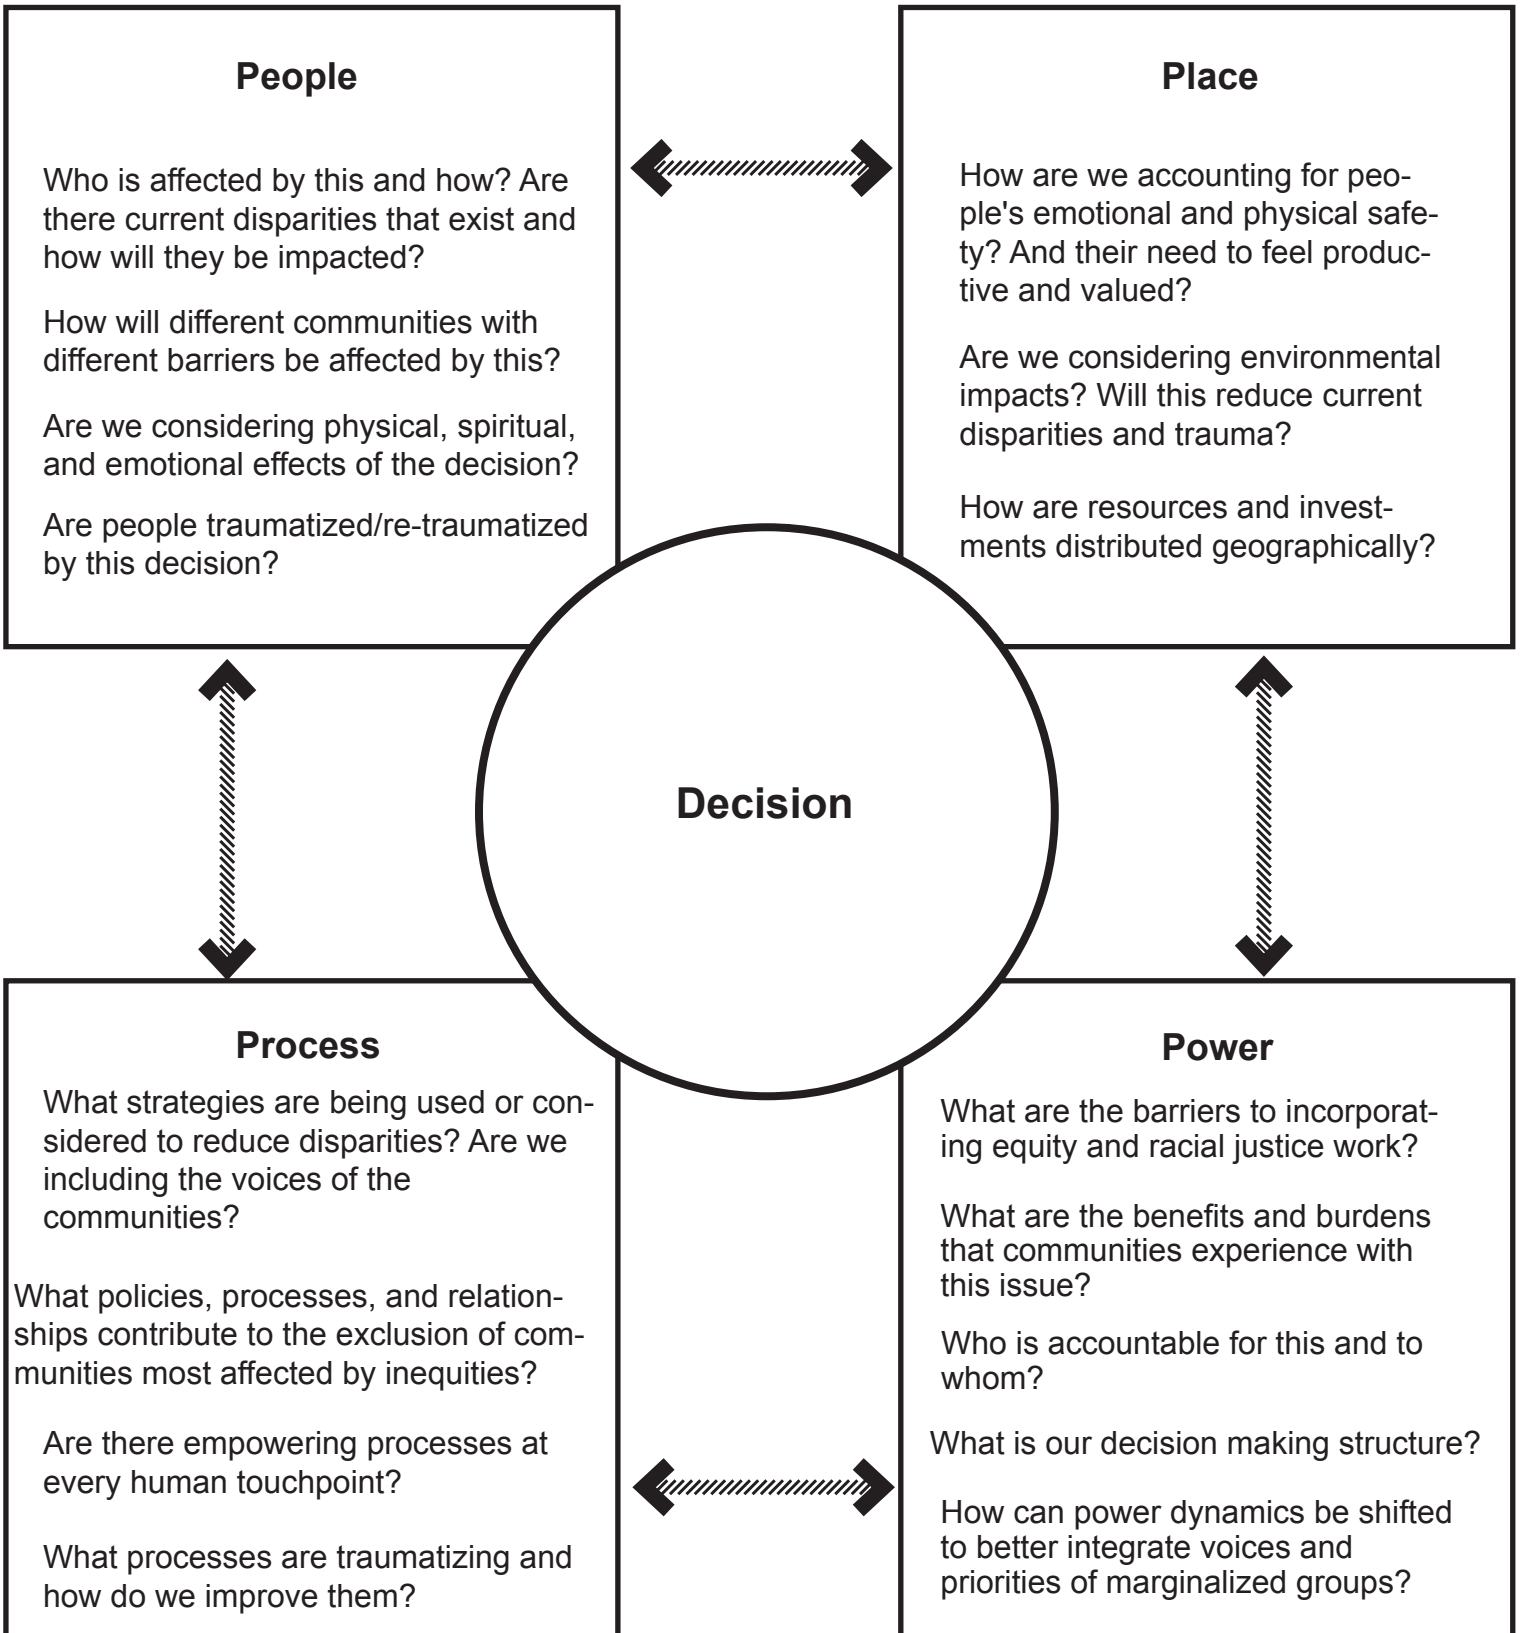 People
Who is affected by this and how? Are
there current disparities that exist and
how will they be impacted?
How will different communities with
different barriers be affected by this?
Are we considering physical, spiritual,
and emotional effects of the decision?
Are people traumatized/re-traumatized
by this decision?
Place
How are we accounting for peo-
ple's emotional and physical safe-
ty? And their need to feel produc-
tive and valued?
Are we considering environmental
impacts? Will this reduce current
disparities and trauma?
How are resources and invest-
ments distributed geographically?
Decision
Process
What strategies are being used or con-
sidered to reduce disparities? Are we
including the voices of the
communities?
What policies, processes, and relation-
ships contribute to the exclusion of com-
munities most affected by inequities?
Are there empowering processes at
every human touchpoint?
What processes are traumatizing and
how do we improve them?
Power
What are the barriers to incorporat-
ing equity and racial justice work?
What are the benefits and burdens
that communities experience with
this issue?
Who is accountable for this and to
whom?
What is our decision making structure?
How can power dynamics be shifted
to better integrate voices and
priorities of marginalized groups?